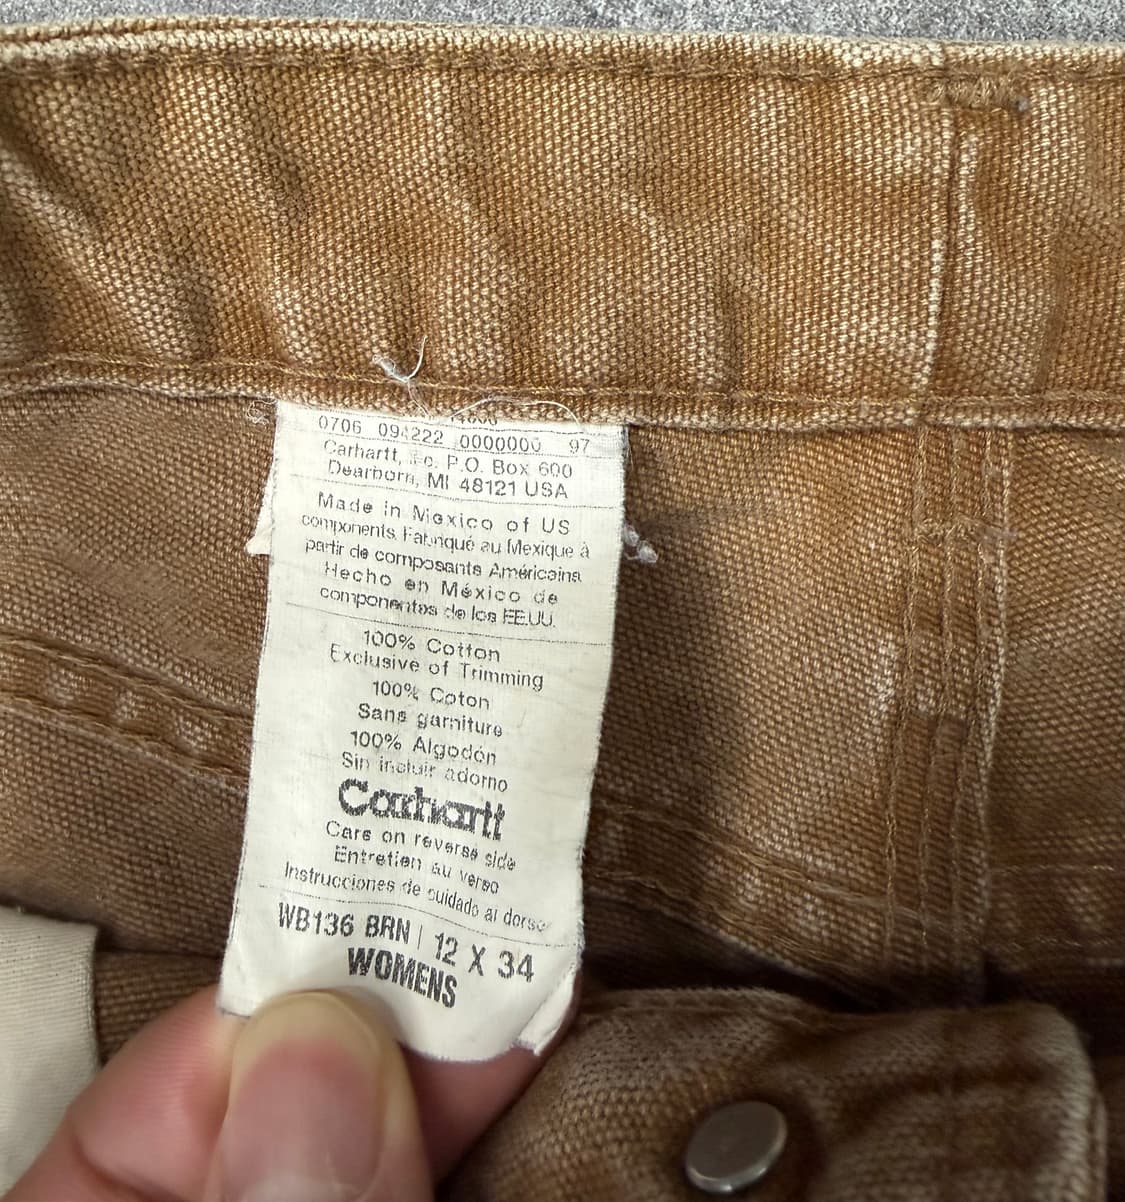 0706 094222 0000000 97
Carhartt, P.O. Box 600
Dearborn, MI 48121 USA
Made in Mexico of US
components. Fabriqué au Mexique à
partir de composants Américains
Hecho en México de
componentes de los EE.UU.
100% Cotton
Exclusive of Trimming
100% Coton
Sans garniture
100% Algodón
Sin incluir adorno
Carhartt
Care on reverse side
Entretien au verso
Instrucciones de cuidado al dorso
WB136 BRN | 12 X 34
WOMENS